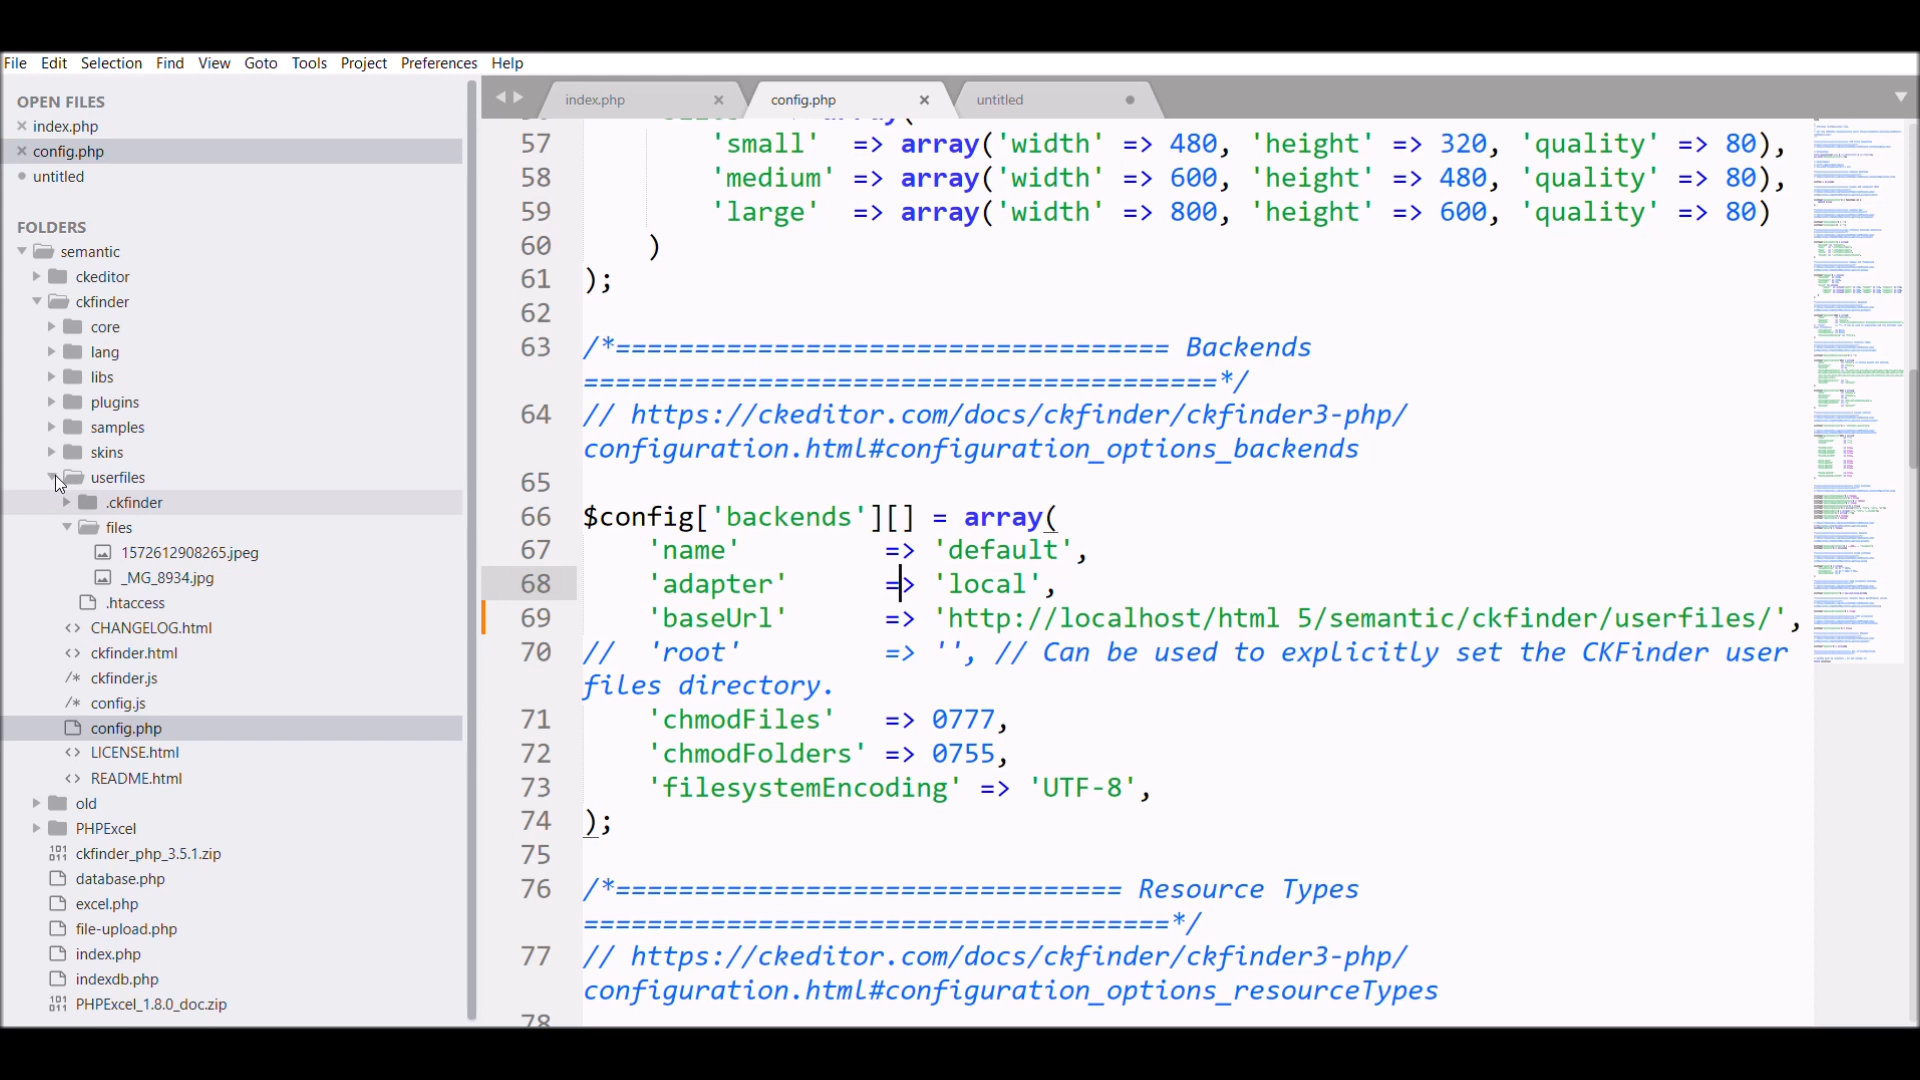 File Edit Selection Find View Goto Tools Project Preferences Help
OPEN FILES
index.php
config.php
untitled
FOLDERS
semantic
ckeditor
ckfinder
core
lang
libs
plugins
samples
skins
userfiles
.ckfinder
files
1572612908265.jpeg
_MG_8934.jpg
.htaccess
<> CHANGELOG.html
<> ckfinder.html
/* ckfinder.js
/* config.js
config.php
<> LICENSE.html
<> README.html
old
PHPExcel
ckfinder_php_3.5.1.zip
database.php
excel.php
file-upload.php
index.php
indexdb.php
PHPExcel_1.8.0_doc.zip
index.php config.php untitled
57 'small' => array('width' => 480, 'height' => 320, 'quality' => 80),
58 'medium' => array('width' => 600, 'height' => 480, 'quality' => 80),
59 'large' => array('width' => 800, 'height' => 600, 'quality' => 80)
60 )
61 );
62
63 /*=================================== Backends
========================================*/
64 // https://ckeditor.com/docs/ckfinder/ckfinder3-php/
configuration.html#configuration_options_backends
65
66 $config['backends'][] = array(
67 'name' => 'default',
68 'adapter' => 'local',
69 'baseUrl' => 'http://localhost/html 5/semantic/ckfinder/userfiles/',
70 // 'root' => '', // Can be used to explicitly set the CKFinder user
files directory.
71 'chmodFiles' => 0777,
72 'chmodFolders' => 0755,
73 'filesystemEncoding' => 'UTF-8',
74 );
75
76 /*================================ Resource Types
=====================================*/
77 // https://ckeditor.com/docs/ckfinder/ckfinder3-php/
configuration.html#configuration_options_resourceTypes
78